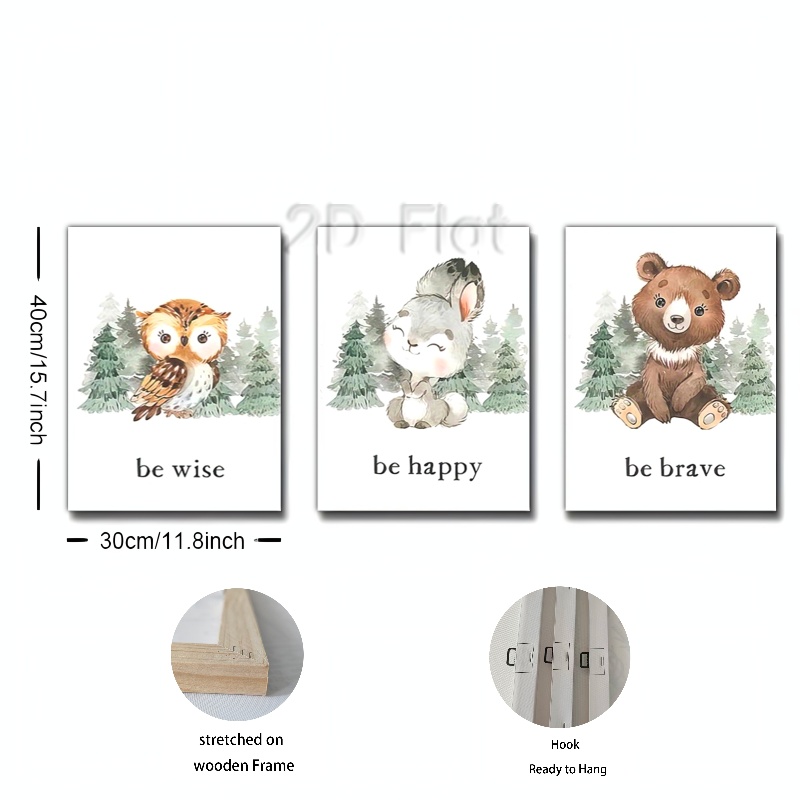 2D Flat
40cm/15.7inch
be wise
be happy
be brave
30cm/11.8inch
stretched on
wooden Frame
Hook
Ready to Hang